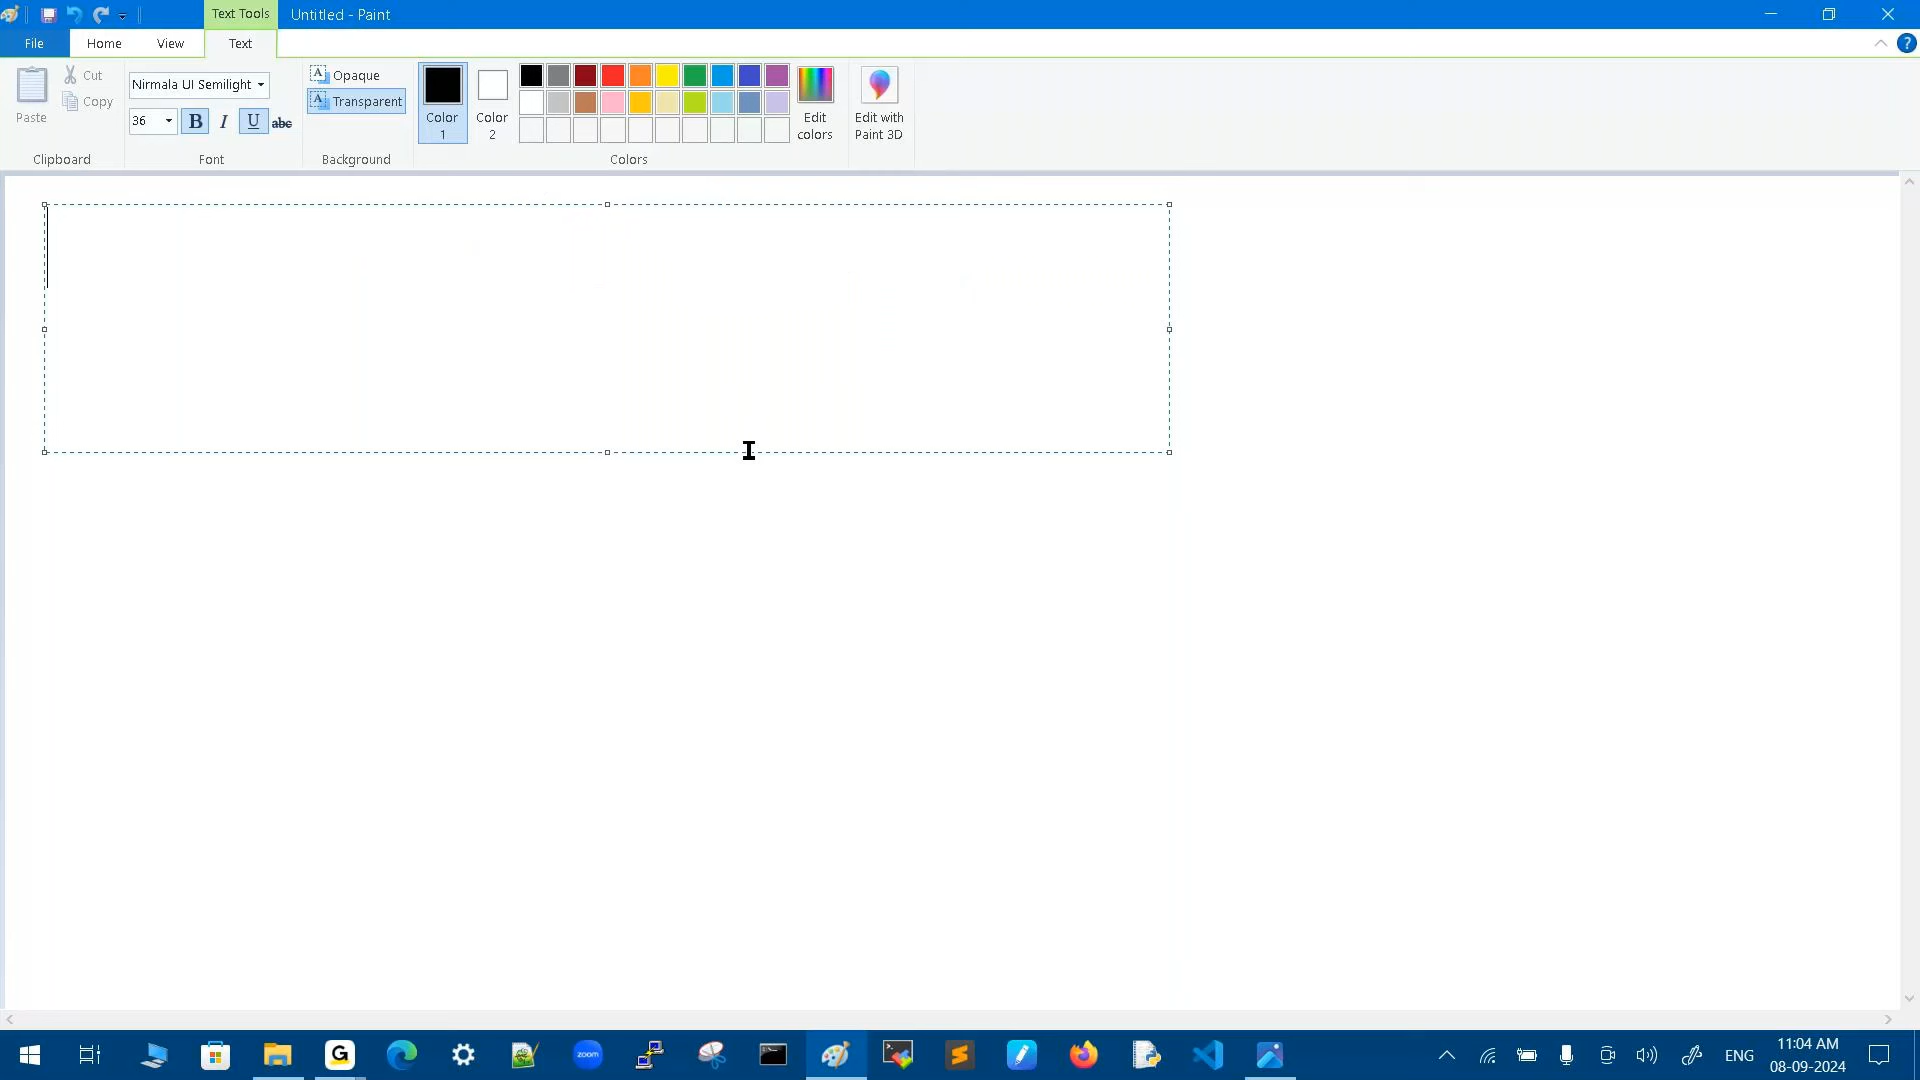 Text Tools
Untitled - Paint
File
Home
View
Text
Paste
Cut
Copy
Clipboard
Nirmala UI Semilight
36
B
I
U
abc
Font
A Opaque
A Transparent
Background
Color
1
Color
2
Edit
colors
Colors
Edit with
Paint 3D
G
zoom
ENG
11:04 AM
08-09-2024